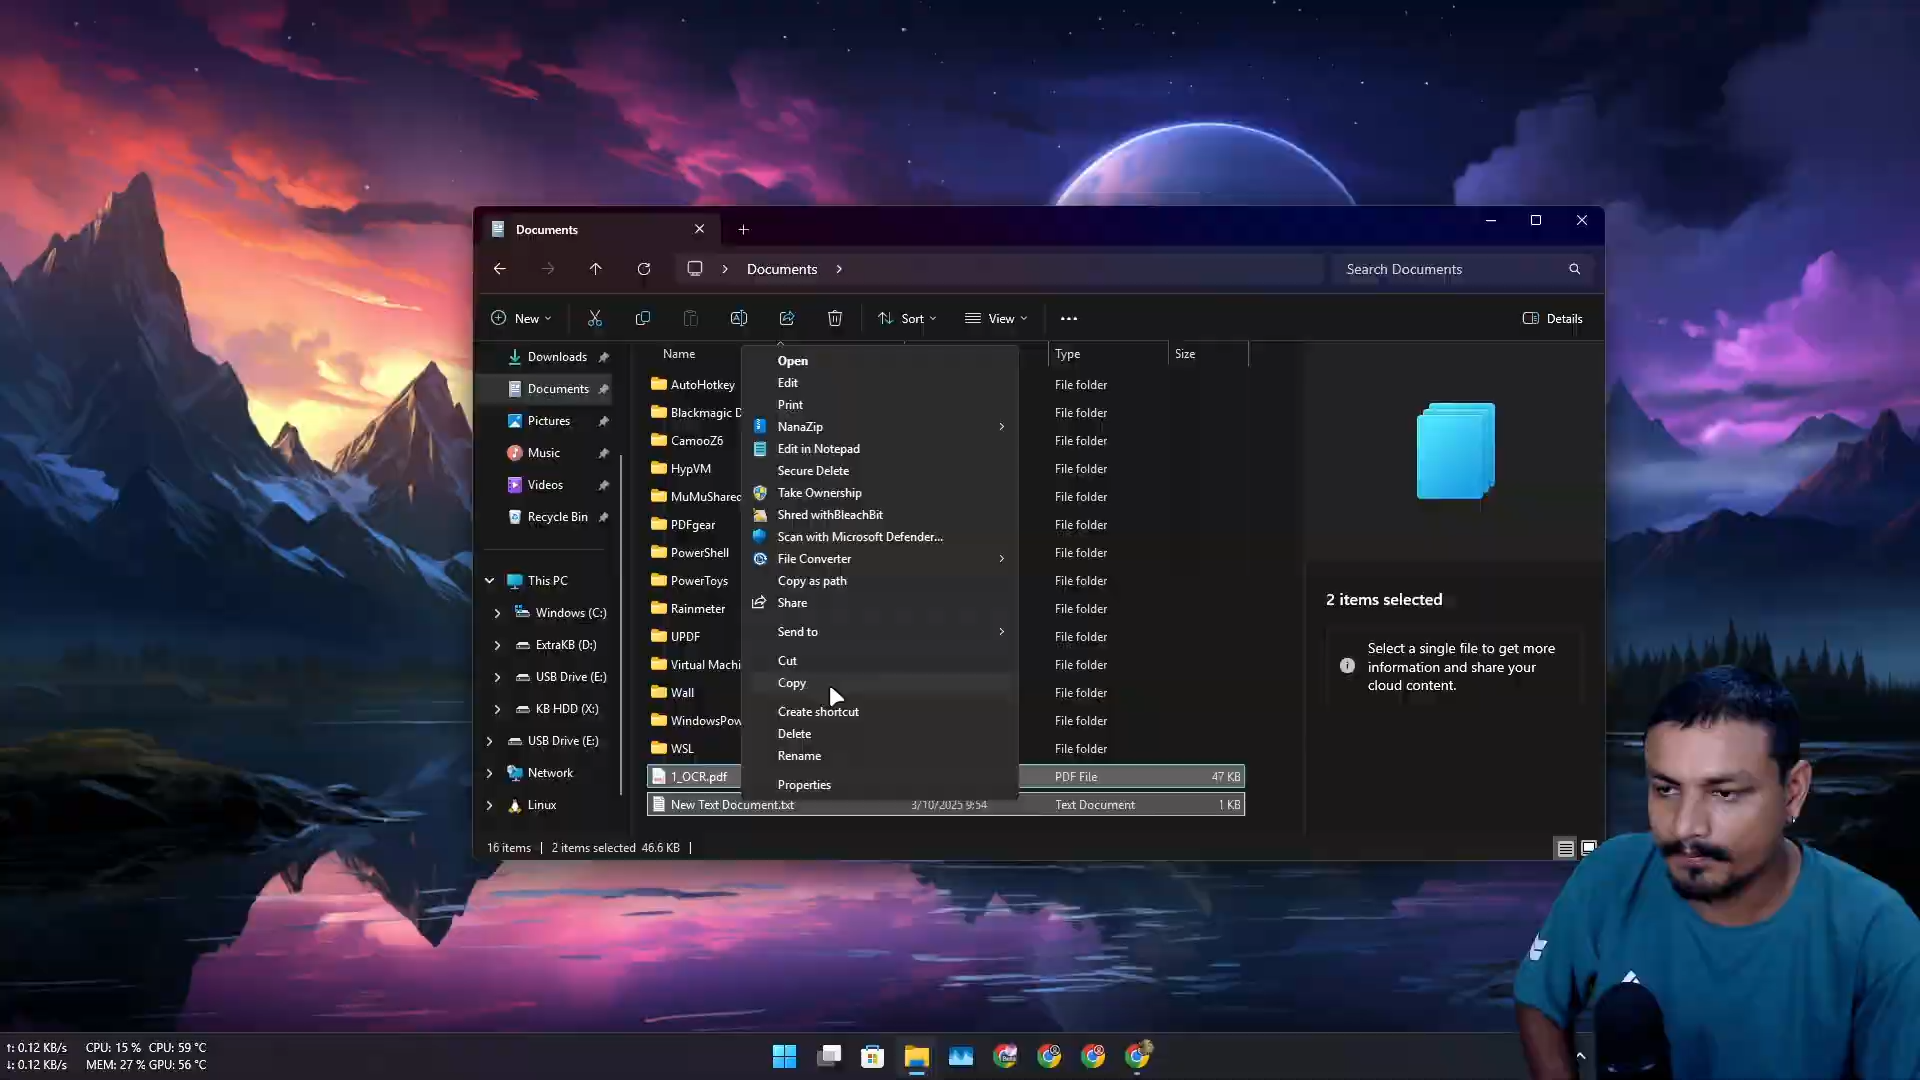 Documents
Documents
Search Documents
New
Sort
View
Details
Name
Type
Size
Downloads
Documents
Pictures
Music
Videos
Recycle Bin
This PC
Windows (C:)
ExtraKB (D:)
USB Drive (E:)
KB HDD (X:)
USB Drive (E:)
Network
Linux
AutoHotkey
File folder
Blackmagic D
File folder
CamooZ6
File folder
HypVM
File folder
MuMuShared
File folder
PDFgear
File folder
PowerShell
File folder
PowerToys
File folder
Rainmeter
File folder
UPDF
File folder
Virtual Machi
File folder
Wall
File folder
WindowsPow
File folder
WSL
File folder
1_OCR.pdf
PDF File
47 KB
New Text Document.txt
3/10/2025 9:54
Text Document
1 KB
Open
Edit
Print
NanaZip
Edit in Notepad
Secure Delete
Take Ownership
Shred withBleachBit
Scan with Microsoft Defender...
File Converter
Copy as path
Share
Send to
Cut
Copy
Create shortcut
Delete
Rename
Properties
2 items selected
Select a single file to get more
information and share your
cloud content.
16 items
2 items selected 46.6 KB
↑: 0.12 KB/s CPU: 15 % CPU: 59 °C
↓: 0.12 KB/s MEM: 27 % GPU: 56 °C
Beta